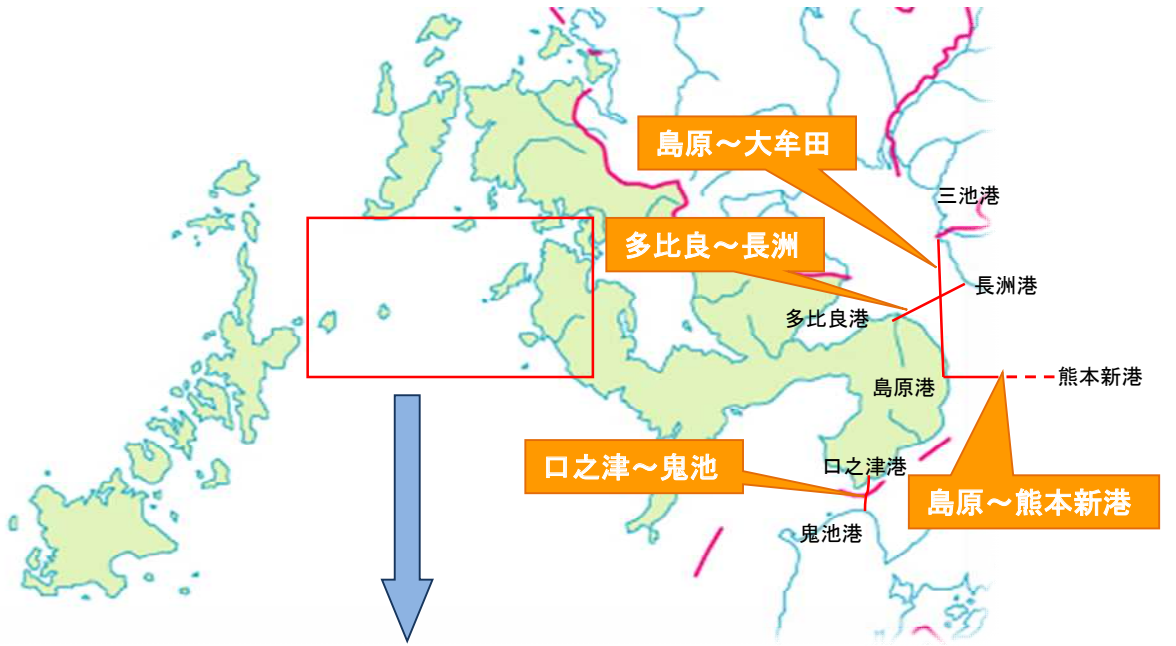 島原～大牟田
三池港
多比良～長洲
長洲港
多比良港
熊本新港
島原港
口之津～鬼池
口之津港
島原～熊本新港
鬼池港